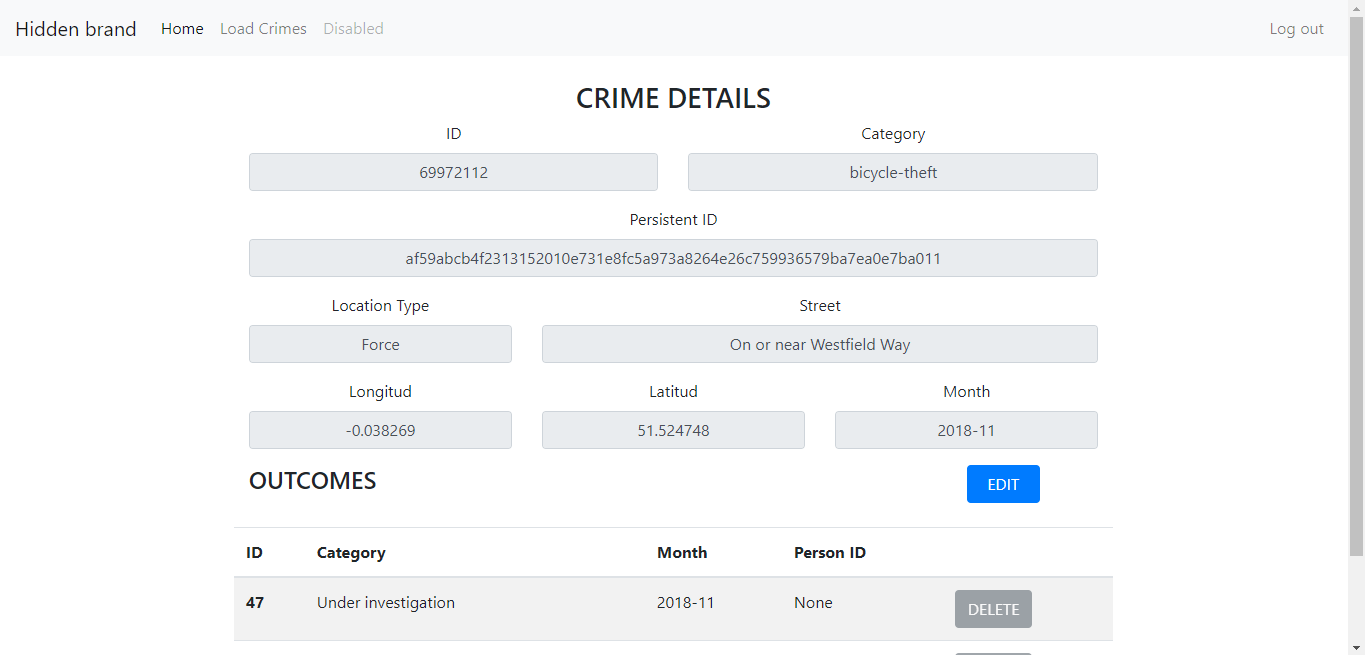 Hidden brand Home Load Crimes Disabled Log out
CRIME DETAILS
ID Category
69972112 bicycle-theft
Persistent ID
af59abcb4f2313152010e731e8fc5a973a8264e26c759936579ba7ea0e7ba011
Location Type Street
Force On or near Westfield Way
Longitud Latitud Month
-0.038269 51.524748 2018-11
OUTCOMES EDIT
ID Category Month Person ID
47 Under investigation 2018-11 None DELETE